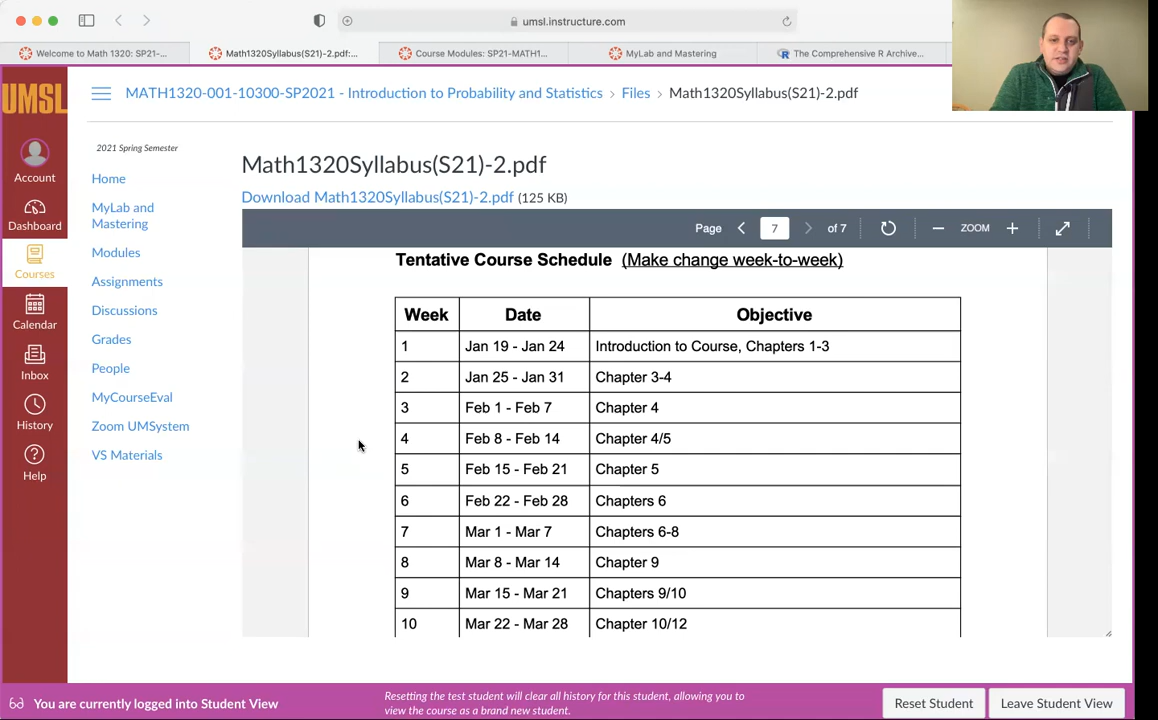 umsl.instructure.com
Welcome to Math 1320: SP21-...
Math1320Syllabus(S21)-2.pdf:...
Course Modules: SP21-MATH1...
MyLab and Mastering
The Comprehensive R Archive...
UMSL
MATH1320-001-10300-SP2021 - Introduction to Probability and Statistics > Files > Math1320Syllabus(S21)-2.pdf
Account
Dashboard
Courses
Calendar
Inbox
History
Help
2021 Spring Semester
Home
MyLab and
Mastering
Modules
Assignments
Discussions
Grades
People
MyCourseEval
Zoom UMSystem
VS Materials
Math1320Syllabus(S21)-2.pdf
Download Math1320Syllabus(S21)-2.pdf (125 KB)
Page 7 of 7 ZOOM
Tentative Course Schedule (Make change week-to-week)
Week Date Objective
1 Jan 19 - Jan 24 Introduction to Course, Chapters 1-3
2 Jan 25 - Jan 31 Chapter 3-4
3 Feb 1 - Feb 7 Chapter 4
4 Feb 8 - Feb 14 Chapter 4/5
5 Feb 15 - Feb 21 Chapter 5
6 Feb 22 - Feb 28 Chapters 6
7 Mar 1 - Mar 7 Chapters 6-8
8 Mar 8 - Mar 14 Chapter 9
9 Mar 15 - Mar 21 Chapters 9/10
10 Mar 22 - Mar 28 Chapter 10/12
You are currently logged into Student View
Resetting the test student will clear all history for this student, allowing you to
view the course as a brand new student.
Reset Student
Leave Student View